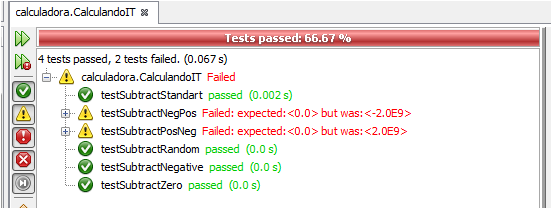 calculadora.CalculandoIT
Tests passed: 66.67 %
4 tests passed, 2 tests failed. (0.067 s)
calculadora.CalculandoIT Failed
testSubtractStandart passed (0.002 s)
testSubtractNegPos Failed: expected:<0.0> but was:<-2.0E9>
testSubtractPosNeg Failed: expected:<0.0> but was:<2.0E9>
testSubtractRandom passed (0.0 s)
testSubtractNegative passed (0.0 s)
testSubtractZero passed (0.0 s)